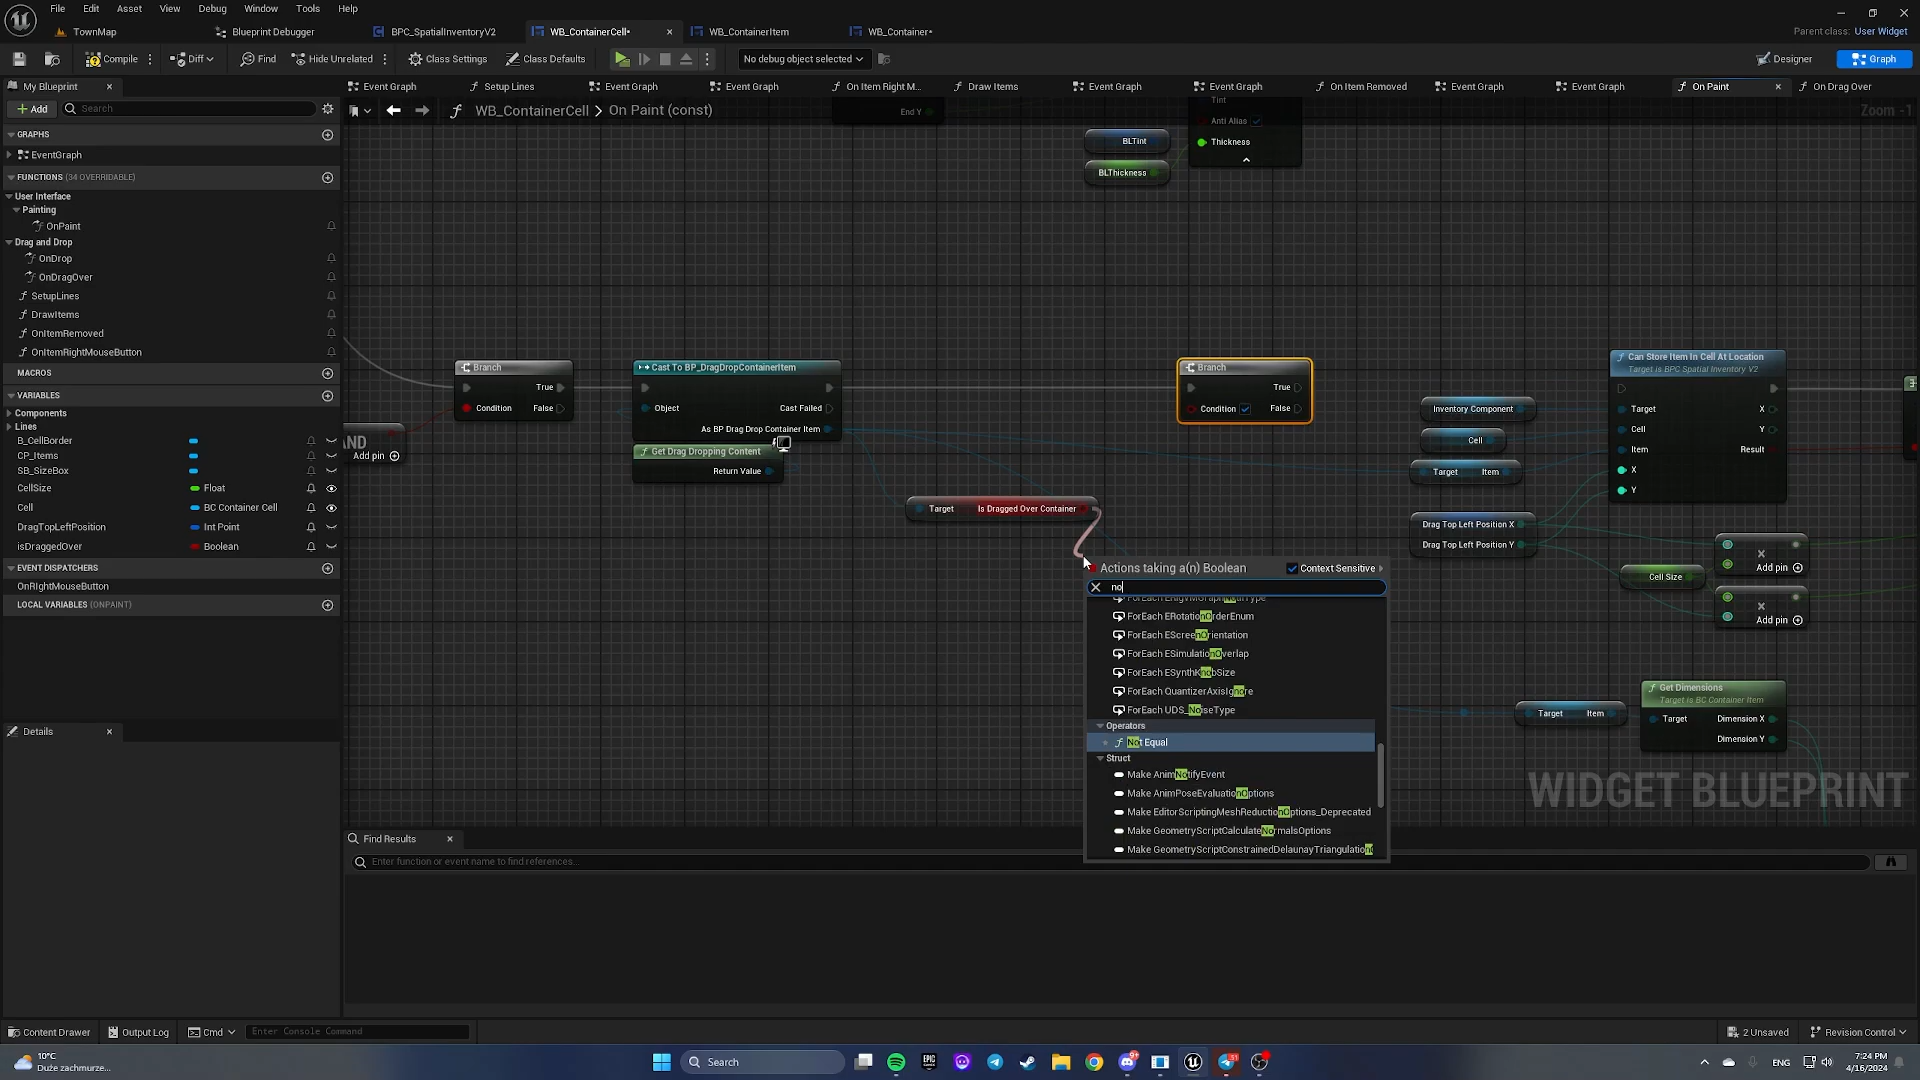 File Edit Asset View Debug Window Tools Help
TownMap Blueprint Debugger BPC_SpatialInventoryV2 WB_ContainerCell• WB_ContainerItem WB_Container•
Parent class: User Widget
Compile Diff Find Hide Unrelated Class Settings Class Defaults No debug object selected Designer Graph
My Blueprint Event Graph Setup Lines Event Graph Event Graph On Item Right M... Draw Items Event Graph Event Graph On Item Removed Event Graph Event Graph On Paint On Drag Over
Add Search
WB_ContainerCell > On Paint (const) Zoom -1
GRAPHS
EventGraph
FUNCTIONS (34 OVERRIDABLE)
User Interface
Painting
OnPaint
Drag and Drop
OnDrop
OnDragOver
SetupLines
DrawItems
OnItemRemoved
OnItemRightMouseButton
MACROS
VARIABLES
Components
Lines
B_CellBorder
CP_Items
SB_SizeBox
CellSize Float
Cell BC Container Cell
DragTopLeftPosition Int Point
isDraggedOver Boolean
EVENT DISPATCHERS
OnRIghtMouseButton
LOCAL VARIABLES (ONPAINT)
Details
End Y
Tint
Anti Alias
Thickness
BLTint
BLThickness
AND
Add pin
Branch
True
Condition False
Cast To BP_DragDropContainerItem
Object Cast Failed
As BP Drag Drop Container Item
Get Drag Dropping Content
Return Value
Target Is Dragged Over Container
Branch
True
Condition False
Inventory Component
Cell
Target Item
Drag Top Left Position X
Drag Top Left Position Y
Can Store Item In Cell At Location
Target is BPC Spatial Inventory V2
Target X
Cell Y
Item Result
X
Y
Cell Size
Add pin
Add pin
Target Item
Get Dimensions
Target is BC Container Item
Target Dimension X
Dimension Y
Actions taking a(n) Boolean Context Sensitive
no
ForEach ERotationOrderEnum
ForEach EScreenOrientation
ForEach ESimulationOverlap
ForEach ESynthKnobSize
ForEach QuantizerAxisIgnore
ForEach UDS_NoiseType
Operators
Not Equal
Struct
Make AnimNotifyEvent
Make AnimPoseEvaluationOptions
Make EditorScriptingMeshReductionOptions_Deprecated
Make GeometryScriptCalculateNormalsOptions
Make GeometryScriptConstrainedDelaunayTriangulation
WIDGET BLUEPRINT
Find Results
Enter function or event name to find references...
Content Drawer Output Log Cmd Enter Console Command 2 Unsaved Revision Control
10°C
Duże zachmurze...
Search
ENG
7:24 PM
4/16/2024